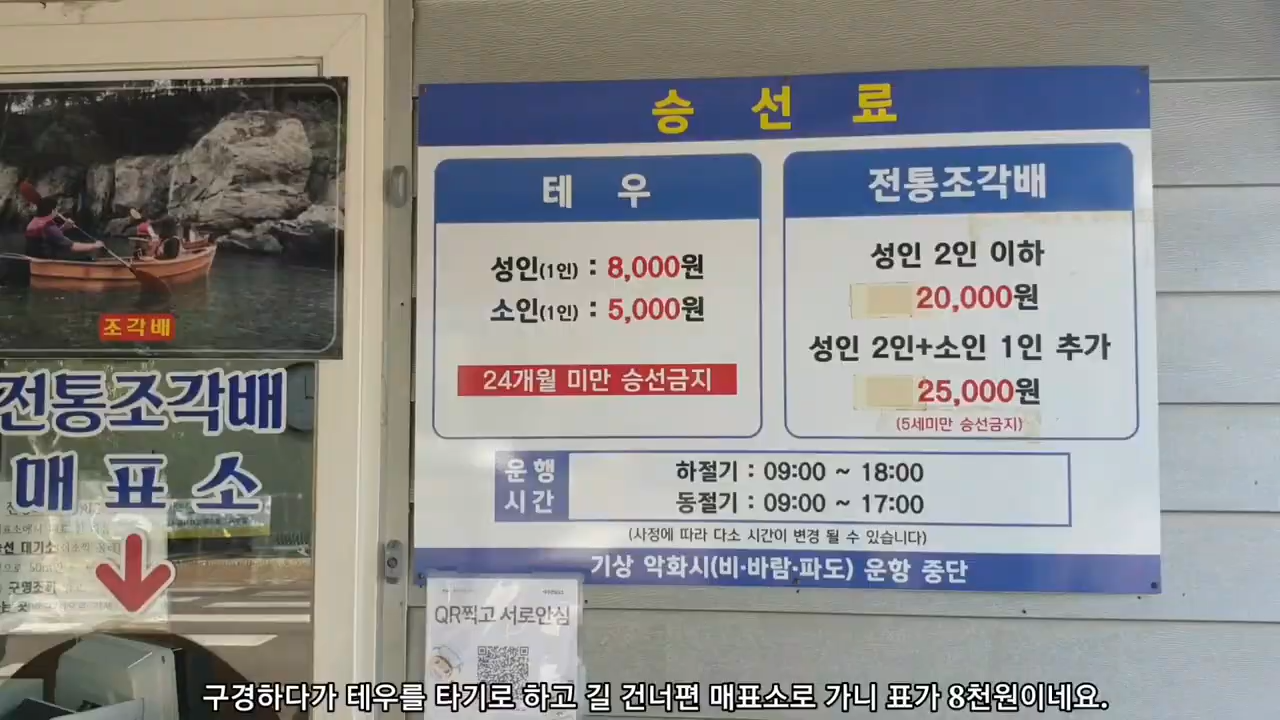 승 선 료
테 우
성인(1인) : 8,000원
소인(1인) : 5,000원
24개월 미만 승선금지
전통조각배
성인 2인 이하
20,000원
성인 2인+소인 1인 추가
25,000원
(5세미만 승선금지)
운행
시간
하절기 : 09:00 ~ 18:00
동절기 : 09:00 ~ 17:00
(사정에 따라 다소 시간이 변경 될 수 있습니다)
기상 악화시(비·바람·파도) 운항 중단
조각배
전통조각배
매표소
승선 대기소
구명조끼
QR찍고 서로안심
구경하다가 테우를 타기로 하고 길 건너편 매표소로 가니 표가 8천원이네요.